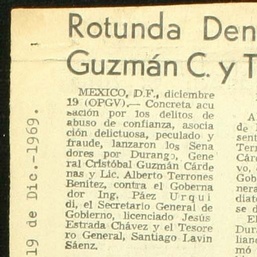 Rotunda Den
Guzmán C. y T
MEXICO, D.F., diciembre
19 (OPGV).— Concreta acu
sación por los delitos de
abuso de confianza, asocia
ción delictuosa, peculado y
fraude, lanzaron los Sena
dores por Durango, Gene
ral Cristóbal Guzmán Cárde
nas y Lic. Alberto Terrones
Benítez, contra el Goberna
dor Ing. Páez Urqui
di, el Secretario General de
Gobierno, licenciado Jesús
Estrada Chávez y el Tesore
ro General, Santiago Lavín
Sáenz.
19 de Dic.-1969.